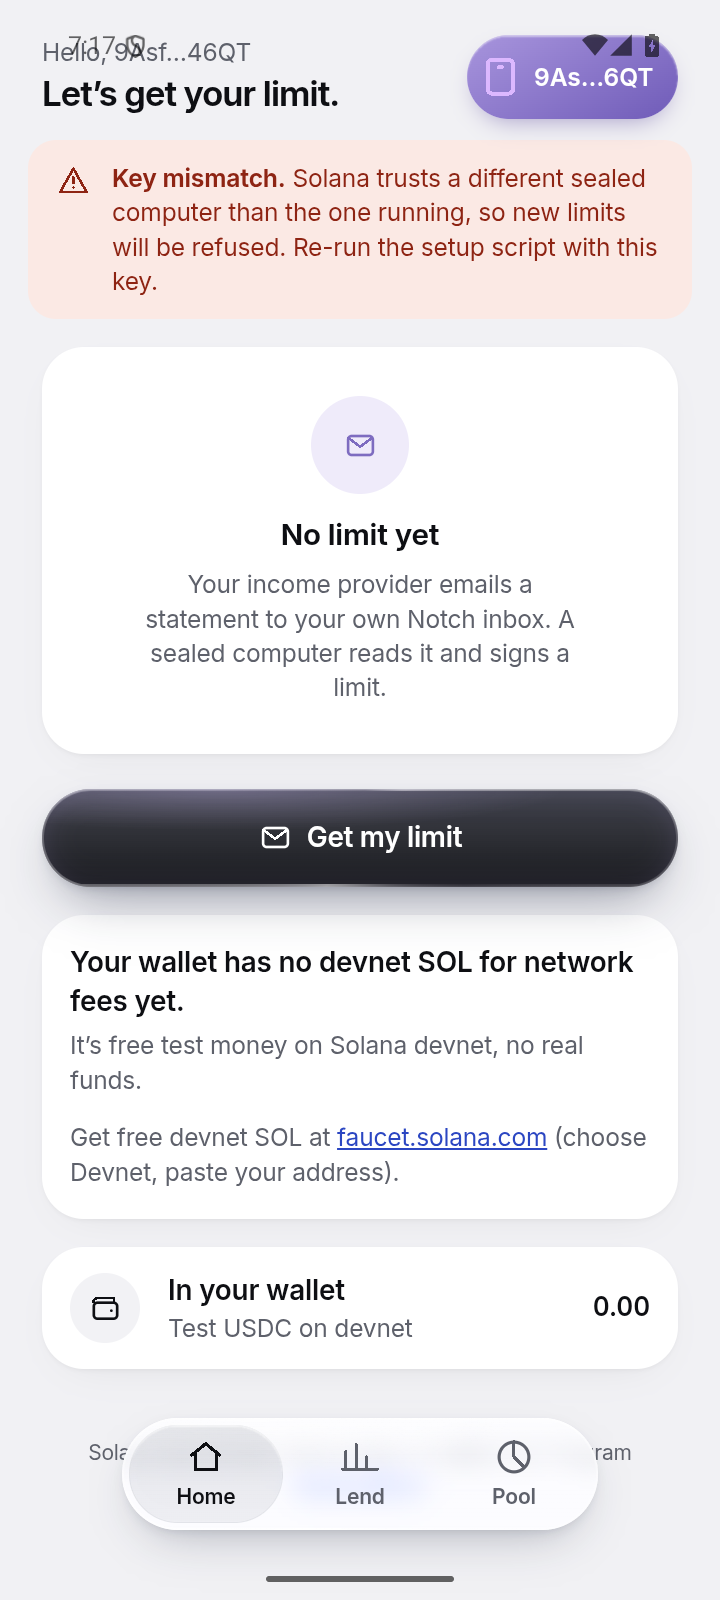 7:17
Hello, 9Asf...46QT
Let's get your limit.
9As...6QT
Key mismatch. Solana trusts a different sealed
computer than the one running, so new limits
will be refused. Re-run the setup script with this
key.
No limit yet
Your income provider emails a
statement to your own Notch inbox. A
sealed computer reads it and signs a
limit.
Get my limit
Your wallet has no devnet SOL for network
fees yet.
It's free test money on Solana devnet, no real
funds.
Get free devnet SOL at faucet.solana.com (choose
Devnet, paste your address).
In your wallet
Test USDC on devnet
0.00
Home
Lend
Pool